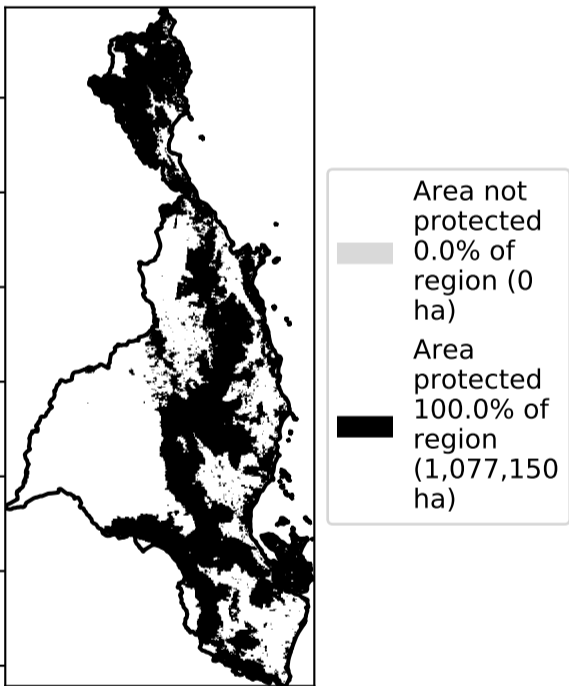 Area not
protected
0.0% of
region (0
ha)
Area
protected
100.0% of
region
(1,077,150
ha)